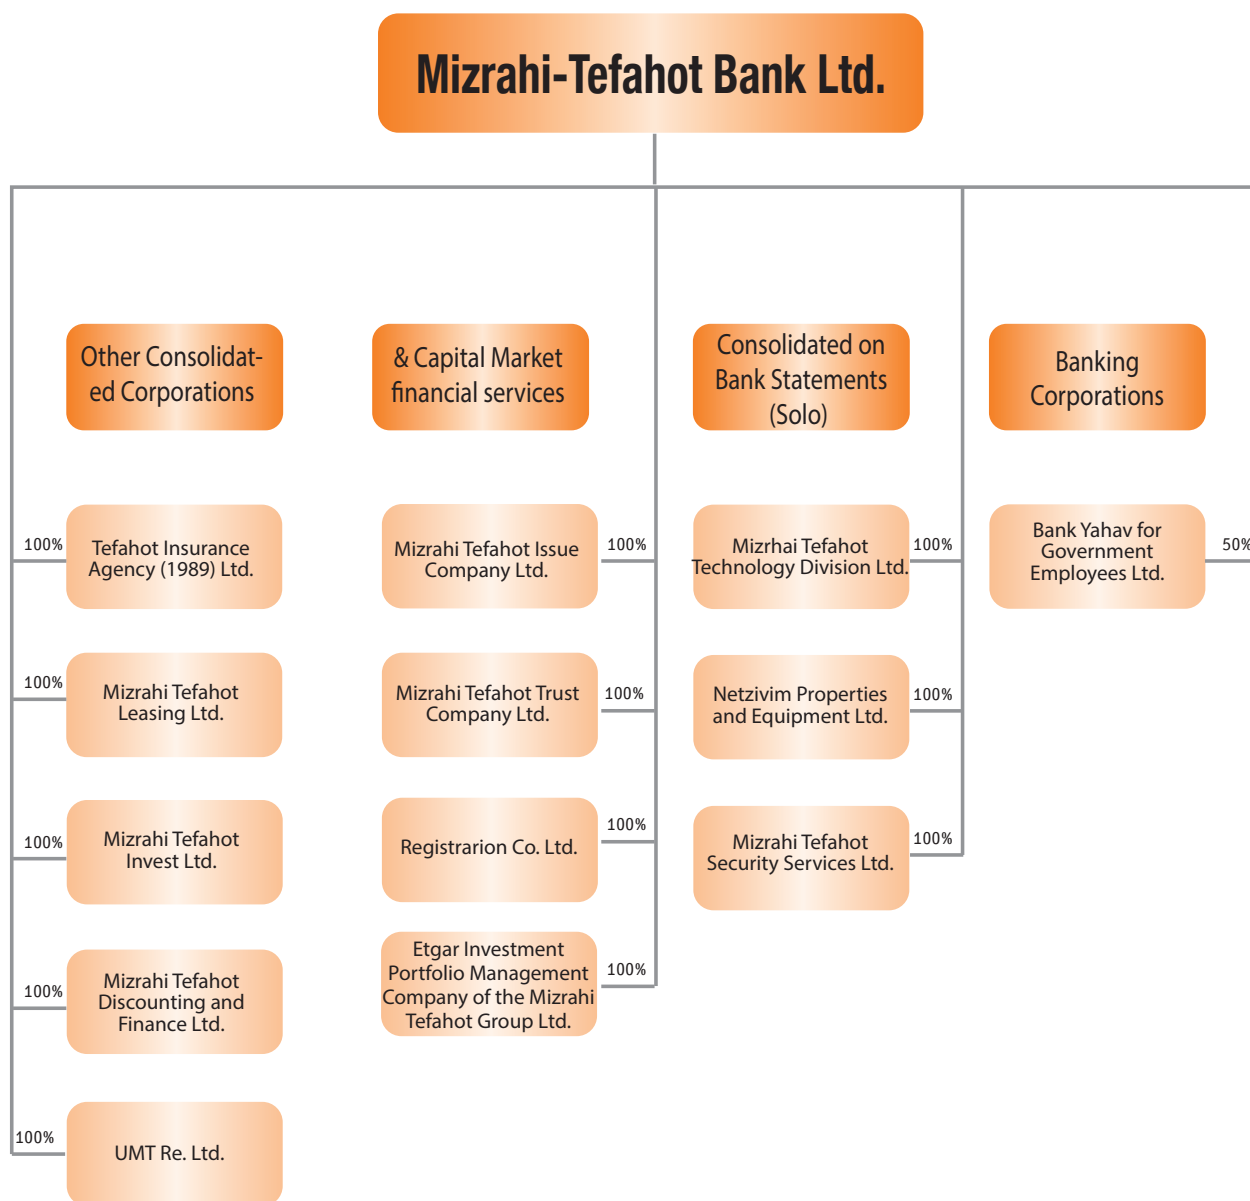 Mizrahi-Tefahot Bank Ltd.
Other Consolidat-
ed Corporations
& Capital Market
financial services
Consolidated on
Bank Statements
(Solo)
Banking
Corporations
100%
Tefahot Insurance
Agency (1989) Ltd.
100%
Mizrahi Tefahot
Leasing Ltd.
100%
Mizrahi Tefahot
Invest Ltd.
100%
Mizrahi Tefahot
Discounting and
Finance Ltd.
100%
UMT Re. Ltd.
Mizrahi Tefahot Issue
Company Ltd.
100%
Mizrahi Tefahot Trust
Company Ltd.
100%
Registrarion Co. Ltd.
100%
Etgar Investment
Portfolio Management
Company of the Mizrahi
Tefahot Group Ltd.
100%
Mizrhai Tefahot
Technology Division Ltd.
100%
Netzivim Properties
and Equipment Ltd.
100%
Mizrahi Tefahot
Security Services Ltd.
100%
Bank Yahav for
Government
Employees Ltd.
50%